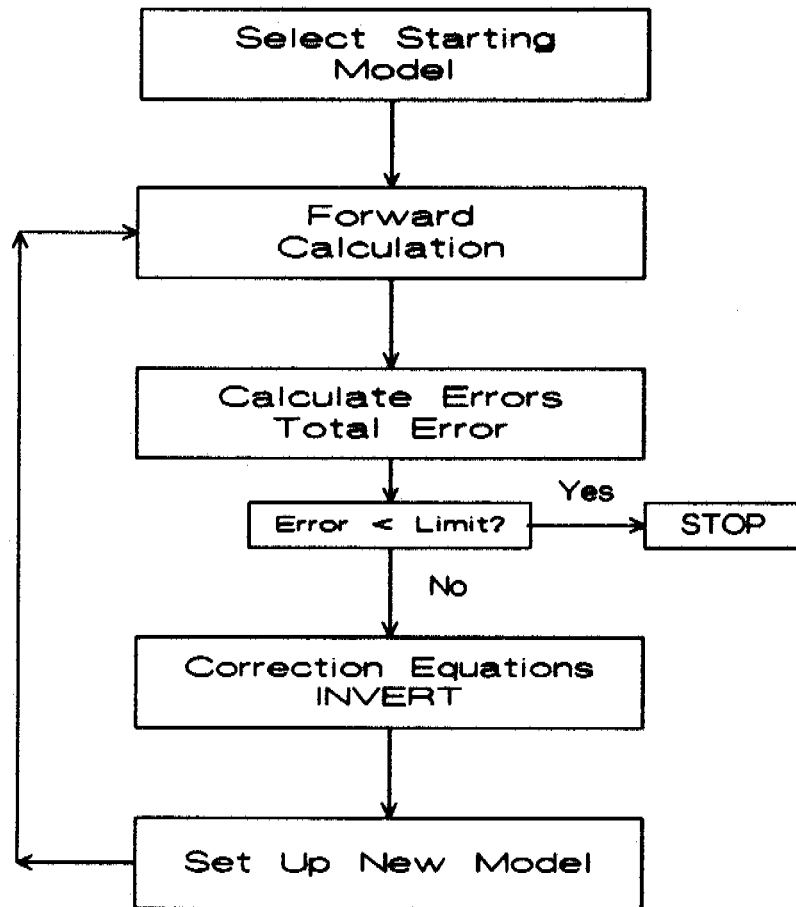 Select Starting
Model
Forward
Calculation
Calculate Errors
Total Error
Error < Limit?
Yes
STOP
No
Correction Equations
INVERT
Set Up New Model